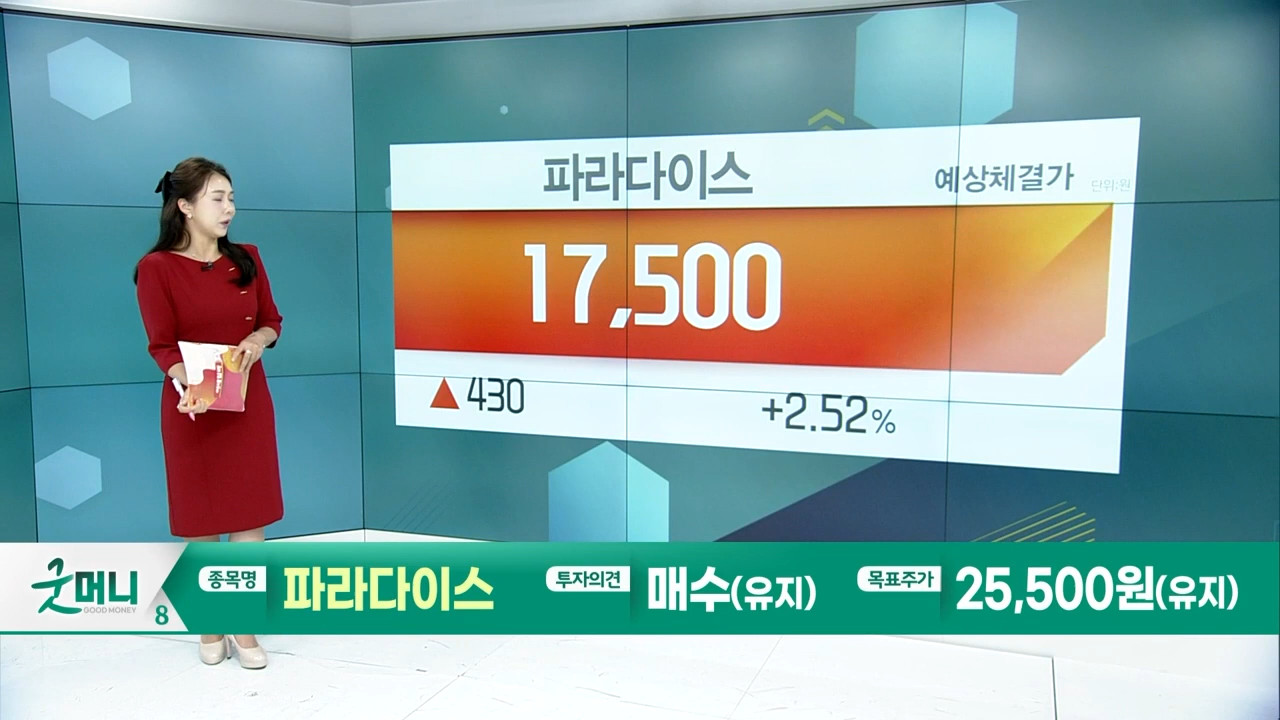 파라다이스
예상체결가 단위:원
17,500
▲430
+2.52%
굿머니
GOOD MONEY
8
종목명 파라다이스
투자의견 매수(유지)
목표주가 25,500원(유지)